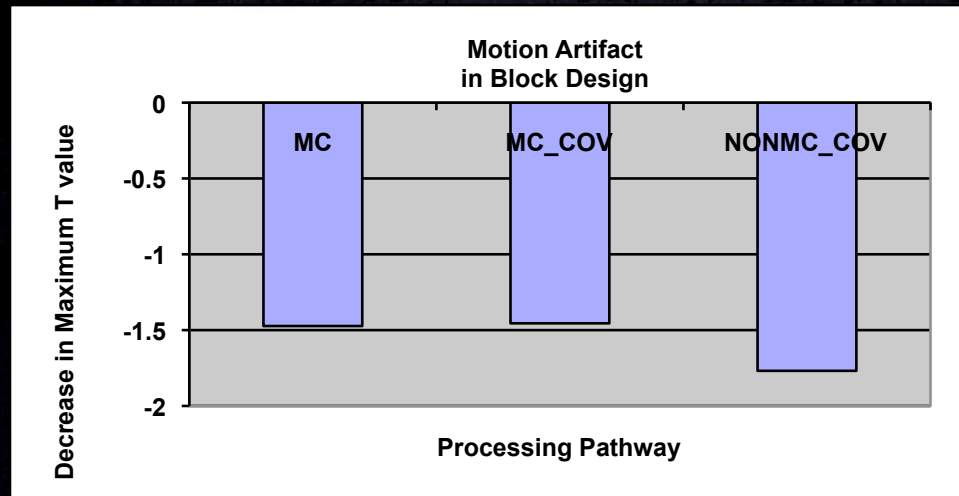 Motion Artifact
in Block Design
Decrease in Maximum T value
0
-0.5
-1
-1.5
-2
MC
MC_COV
NONMC_COV
Processing Pathway